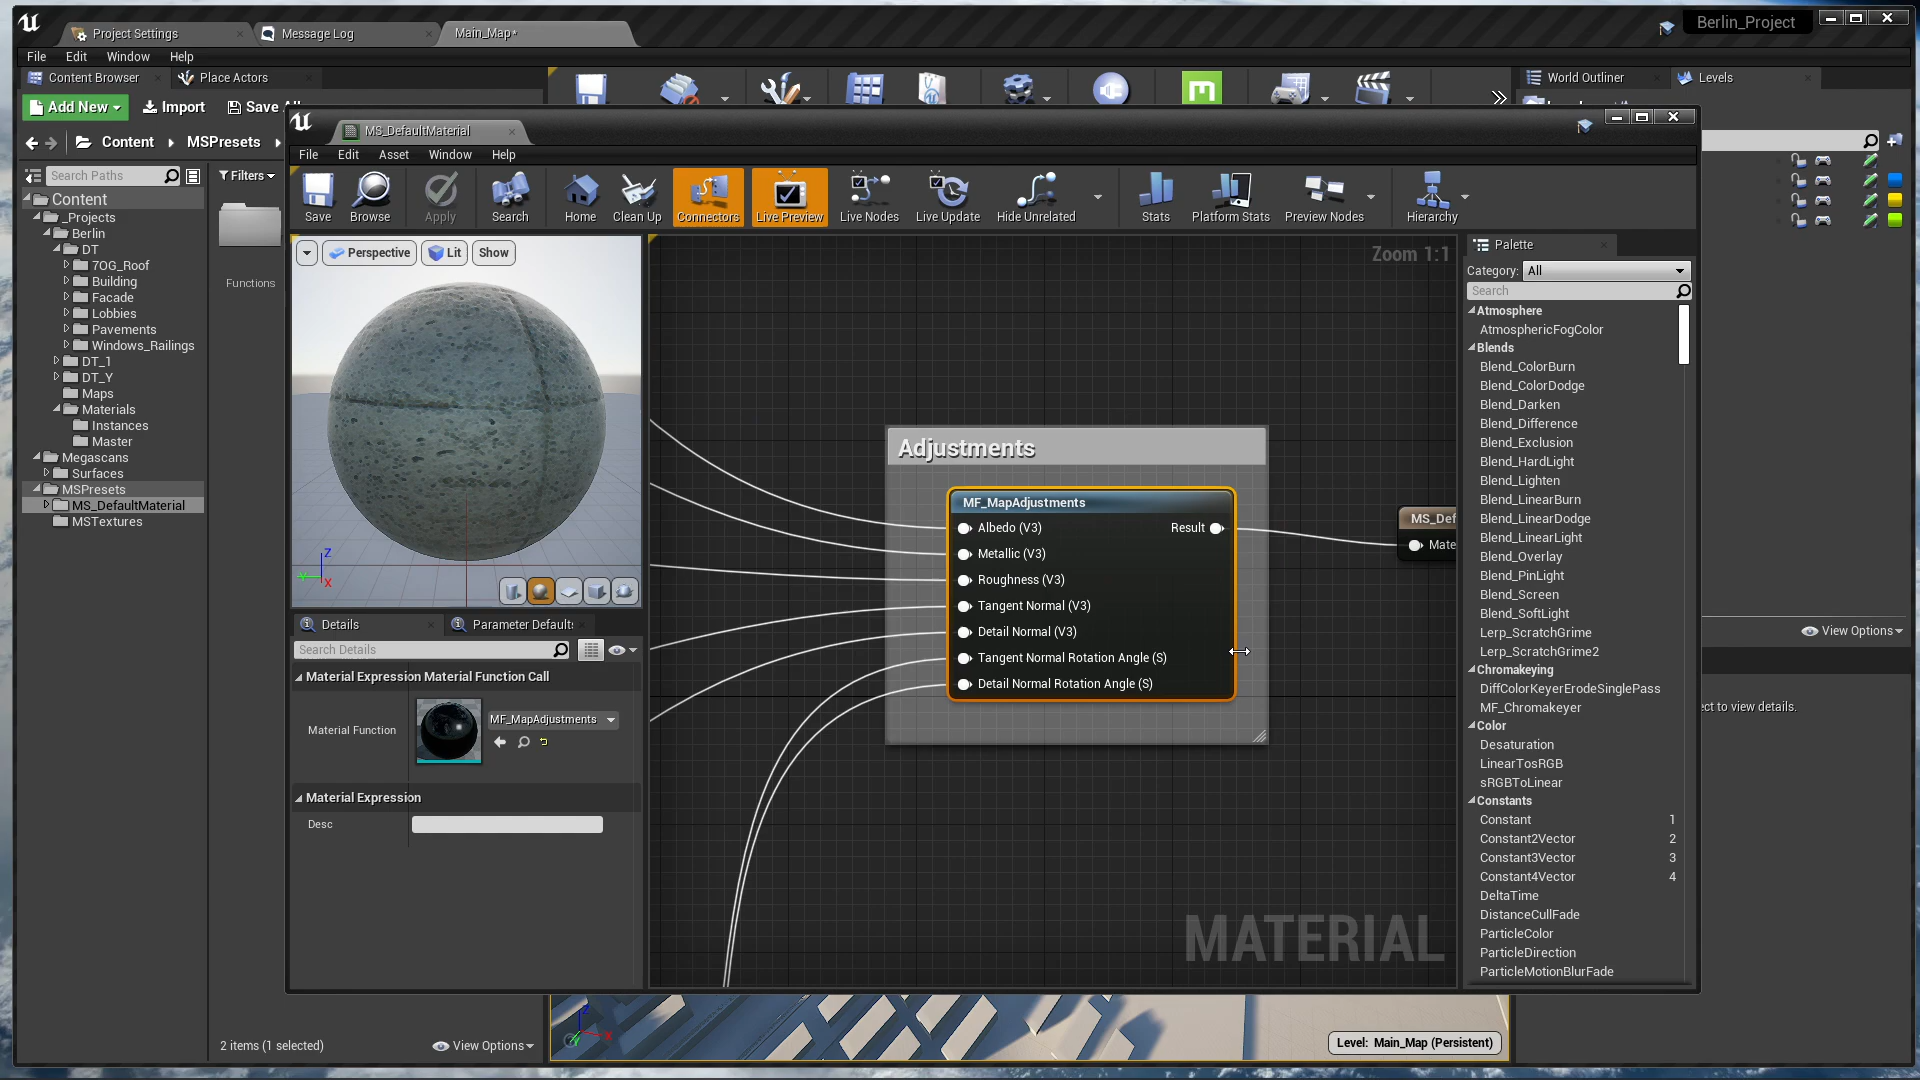 Project Settings
Message Log
Main_Map*
Berlin_Project
File Edit Window Help
Content Browser
Place Actors
World Outliner
Levels
Add New
Import
Save
Content
MSPresets
Search Paths
Filters
Content
_Projects
Berlin
DT
7OG_Roof
Building
Facade
Lobbies
Pavements
Windows_Railings
DT_1
DT_Y
Maps
Materials
Instances
Master
Megascans
Surfaces
MSPresets
MS_DefaultMaterial
MSTextures
Functions
2 items (1 selected)
View Options
MS_DefaultMaterial
File Edit Asset Window Help
Save
Browse
Apply
Search
Home
Clean Up
Connectors
Live Preview
Live Nodes
Live Update
Hide Unrelated
Stats
Platform Stats
Preview Nodes
Hierarchy
Perspective
Lit
Show
Z
Y
X
Details
Parameter Defaults
Search Details
Material Expression Material Function Call
Material Function
MF_MapAdjustments
Material Expression
Desc
Zoom 1:1
Adjustments
MF_MapAdjustments
Albedo (V3)
Result
Metallic (V3)
Roughness (V3)
Tangent Normal (V3)
Detail Normal (V3)
Tangent Normal Rotation Angle (S)
Detail Normal Rotation Angle (S)
MS_Def
Mate
MATERIAL
Palette
Category: All
Search
Atmosphere
AtmosphericFogColor
Blends
Blend_ColorBurn
Blend_ColorDodge
Blend_Darken
Blend_Difference
Blend_Exclusion
Blend_HardLight
Blend_Lighten
Blend_LinearBurn
Blend_LinearDodge
Blend_LinearLight
Blend_Overlay
Blend_PinLight
Blend_Screen
Blend_SoftLight
Lerp_ScratchGrime
Lerp_ScratchGrime2
Chromakeying
DiffColorKeyerErodeSinglePass
MF_Chromakeyer
Color
Desaturation
LinearTosRGB
sRGBToLinear
Constants
Constant 1
Constant2Vector 2
Constant3Vector 3
Constant4Vector 4
DeltaTime
DistanceCullFade
ParticleColor
ParticleDirection
ParticleMotionBlurFade
View Options
ct to view details.
Z
X
Y
Level: Main_Map (Persistent)